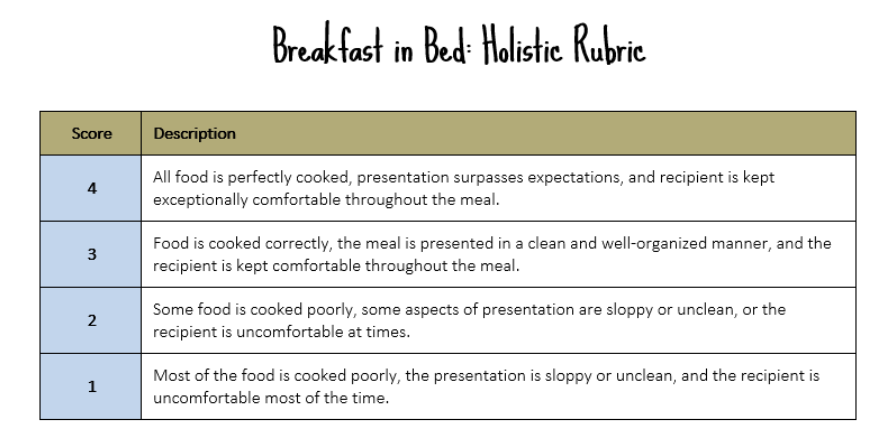 Breakfast in Bed: Holistic Rubric
Score Description
4 All food is perfectly cooked, presentation surpasses expectations, and recipient is kept
exceptionally comfortable throughout the meal.
3 Food is cooked correctly, the meal is presented in a clean and well-organized manner, and the
recipient is kept comfortable throughout the meal.
2 Some food is cooked poorly, some aspects of presentation are sloppy or unclean, or the
recipient is uncomfortable at times.
1 Most of the food is cooked poorly, the presentation is sloppy or unclean, and the recipient is
uncomfortable most of the time.